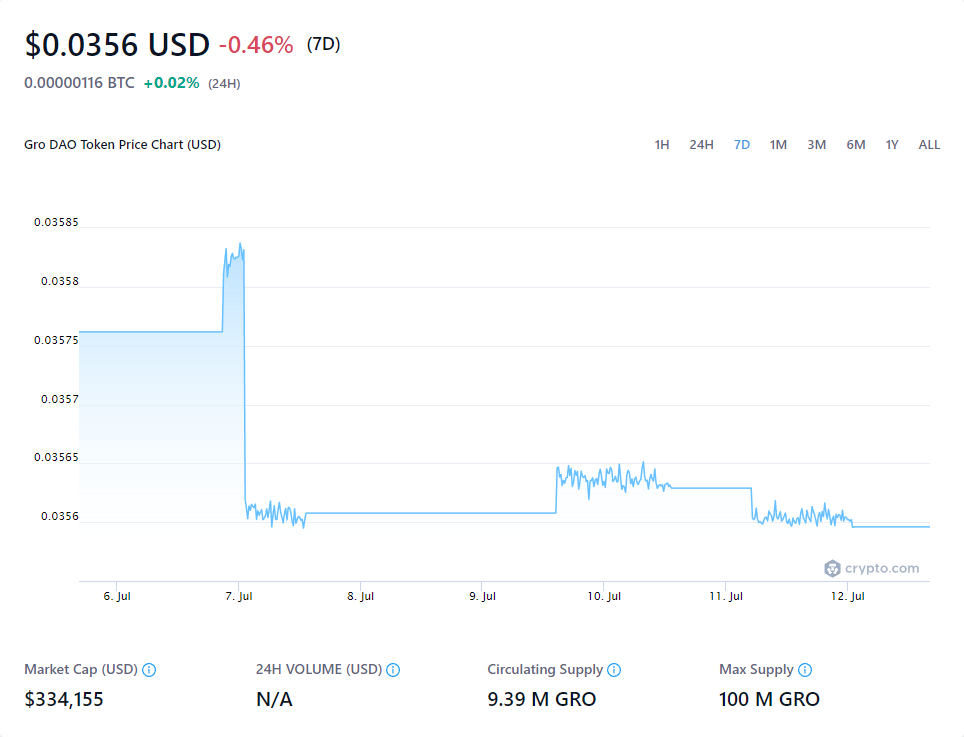 $0.0356 USD -0.46% (7D)
0.00000116 BTC +0.02% (24H)
Gro DAO Token Price Chart (USD) 1H 24H 7D 1M 3M 6M 1Y ALL
0.03585
0.0358
0.03575
0.0357
0.03565
0.0356
crypto.com
6. Jul 7. Jul 8. Jul 9. Jul 10. Jul 11. Jul 12. Jul
Market Cap (USD) 24H VOLUME (USD) Circulating Supply Max Supply
$334,155 N/A 9.39 M GRO 100 M GRO